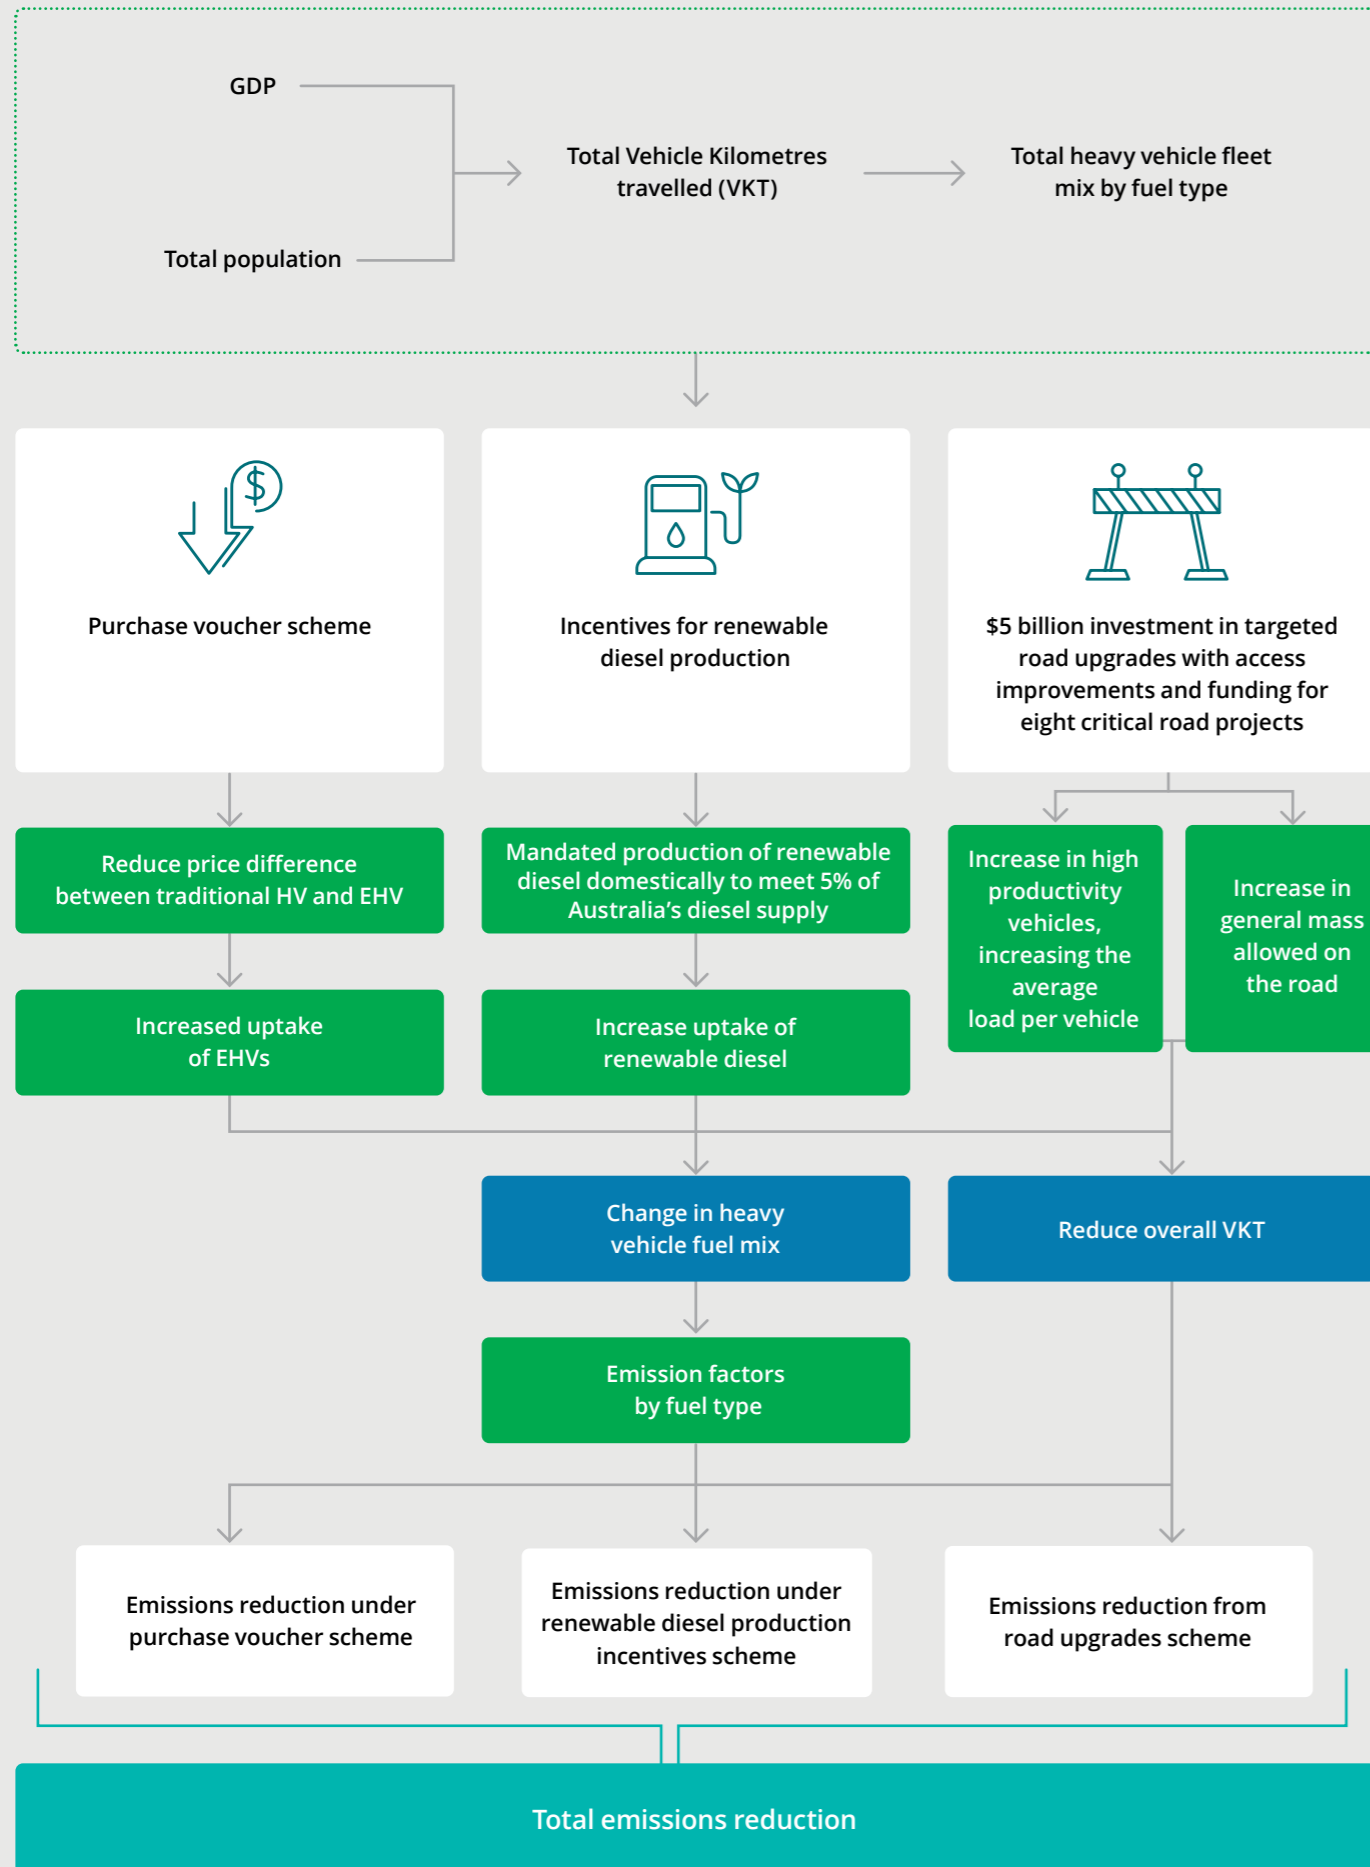 GDP
Total Vehicle Kilometres
travelled (VKT)
Total heavy vehicle fleet
mix by fuel type
Total population
$
Purchase voucher scheme
Incentives for renewable
diesel production
$5 billion investment in targeted
road upgrades with access
improvements and funding for
eight critical road projects
Reduce price difference
between traditional HV and EHV
Mandated production of renewable
diesel domestically to meet 5% of
Australia's diesel supply
Increase in high
productivity
vehicles,
increasing the
average
load per vehicle
Increase in
general mass
allowed on
the road
Increased uptake
of EHVs
Increase uptake of
renewable diesel
Change in heavy
vehicle fuel mix
Reduce overall VKT
Emission factors
by fuel type
Emissions reduction under
purchase voucher scheme
Emissions reduction under
renewable diesel production
incentives scheme
Emissions reduction from
road upgrades scheme
Total emissions reduction